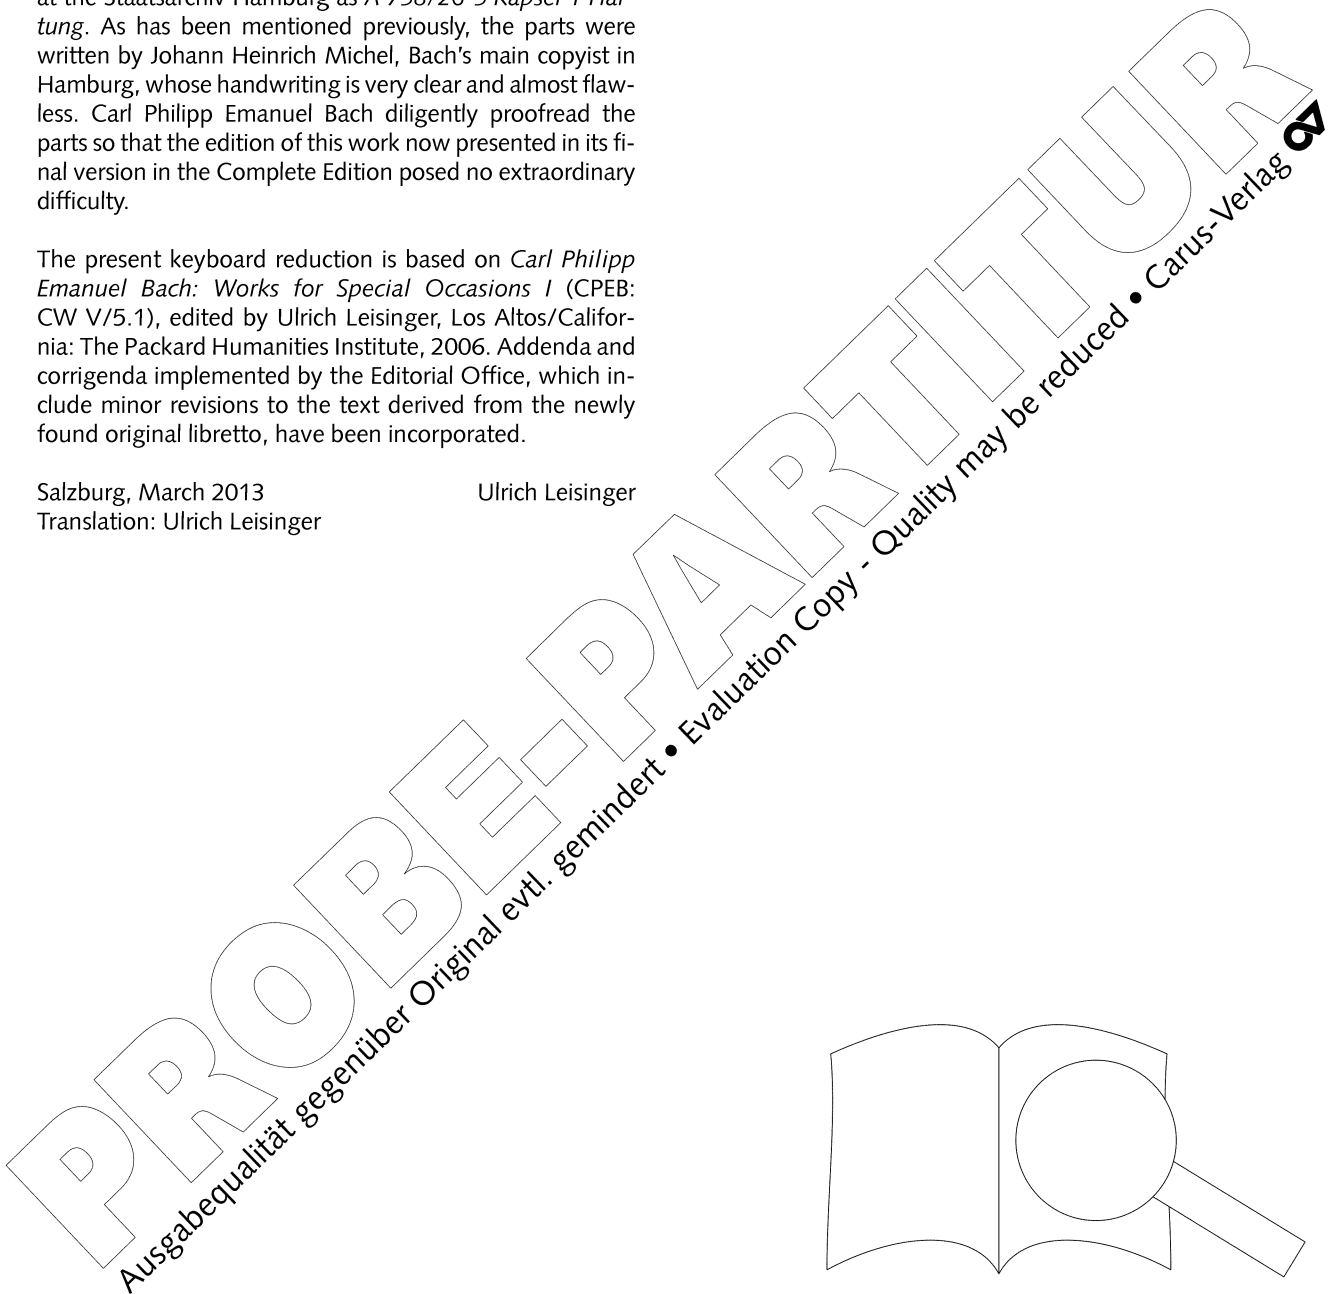 at the Staatsarchiv Hamburg as
tung. As has been mentioned previously, the parts were
written by Johann Heinrich Michel, Bach's main copyist in
Hamburg, whose handwriting is very clear and almost flaw-
less. Carl Philipp Emanuel Bach diligently proofread the
parts so that the edition of this work now presented in its fi-
nal version in the Complete Edition posed no extraordinary
difficulty.
The present keyboard reduction is based on Carl Philipp
Emanuel Bach: Works for Special Occasions I (CPEB:
CW V/5.1), edited by Ulrich Leisinger, Los Altos/Califor-
nia: The Packard Humanities Institute, 2006. Addenda and
corrigenda implemented by the Editorial Office, which in-
clude minor revisions to the text derived from the newly
found original libretto, have been incorporated.
Salzburg, March 2013 Ulrich Leisinger
Translation: Ulrich Leisinger
PROBE-PARTITUR
Ausgabequalität gegenüber Original evtl. gemindert • Evaluation Copy - Quality may be reduced • Carus-Verlag